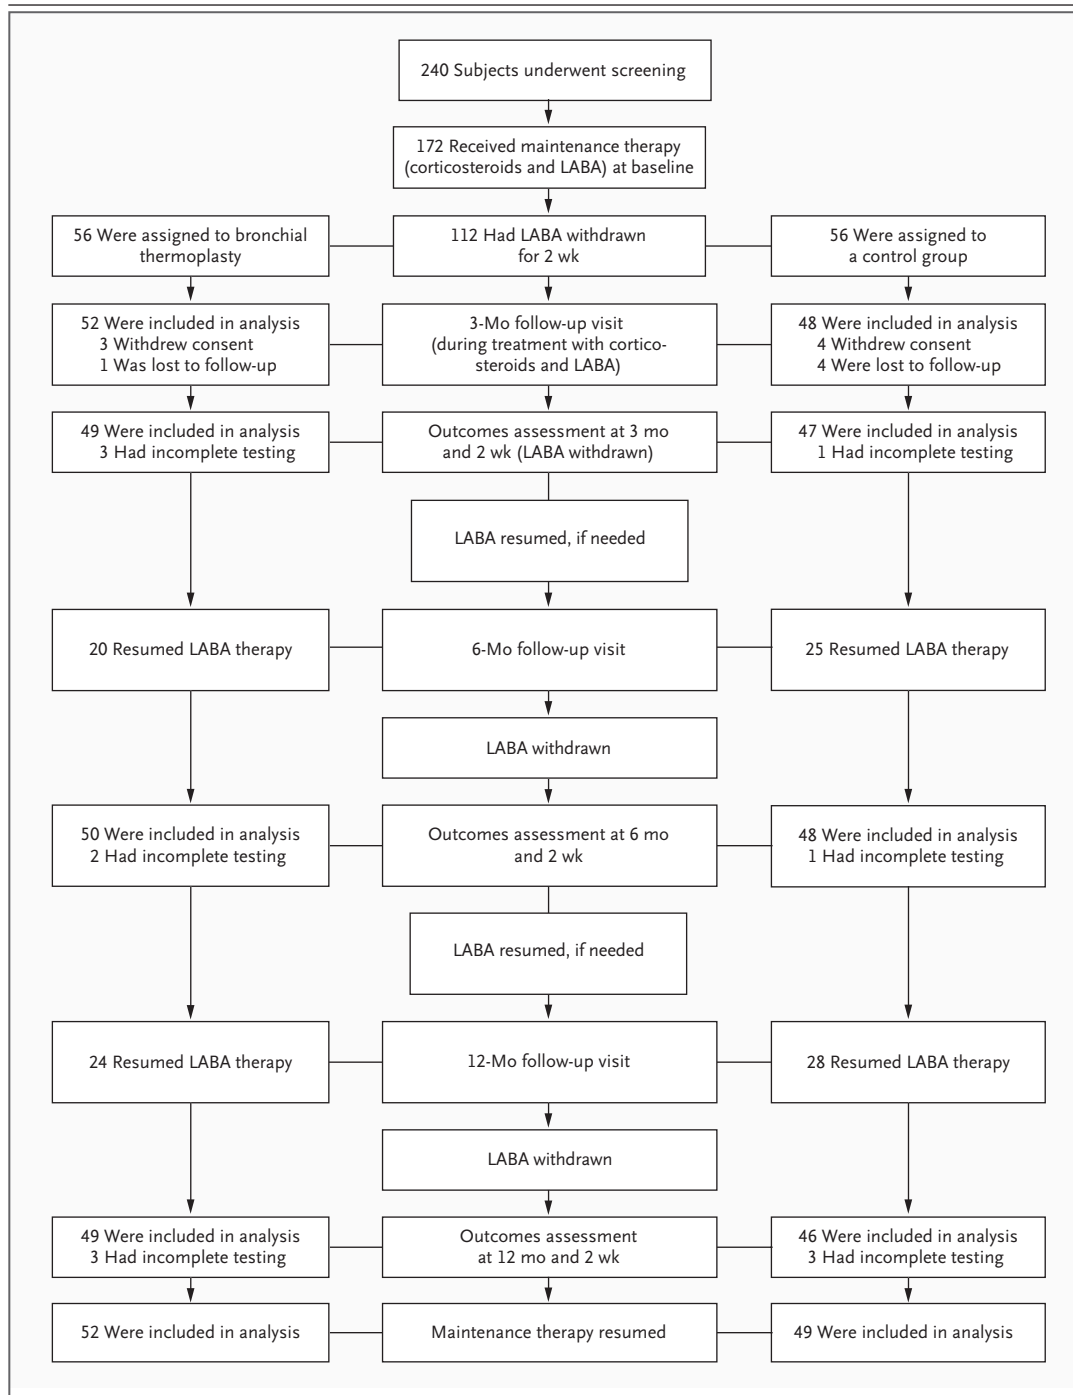 240 Subjects underwent screening
172 Received maintenance therapy
(corticosteroids and LABA) at baseline
56 Were assigned to bronchial
thermoplasty
112 Had LABA withdrawn
for 2 wk
56 Were assigned to
a control group
52 Were included in analysis
3 Withdrew consent
1 Was lost to follow-up
3-Mo follow-up visit
(during treatment with cortico-
steroids and LABA)
48 Were included in analysis
4 Withdrew consent
4 Were lost to follow-up
49 Were included in analysis
3 Had incomplete testing
Outcomes assessment at 3 mo
and 2 wk (LABA withdrawn)
47 Were included in analysis
1 Had incomplete testing
LABA resumed, if needed
20 Resumed LABA therapy
6-Mo follow-up visit
25 Resumed LABA therapy
LABA withdrawn
50 Were included in analysis
2 Had incomplete testing
Outcomes assessment at 6 mo
and 2 wk
48 Were included in analysis
1 Had incomplete testing
LABA resumed, if needed
24 Resumed LABA therapy
12-Mo follow-up visit
28 Resumed LABA therapy
LABA withdrawn
49 Were included in analysis
3 Had incomplete testing
Outcomes assessment
at 12 mo and 2 wk
46 Were included in analysis
3 Had incomplete testing
52 Were included in analysis
Maintenance therapy resumed
49 Were included in analysis